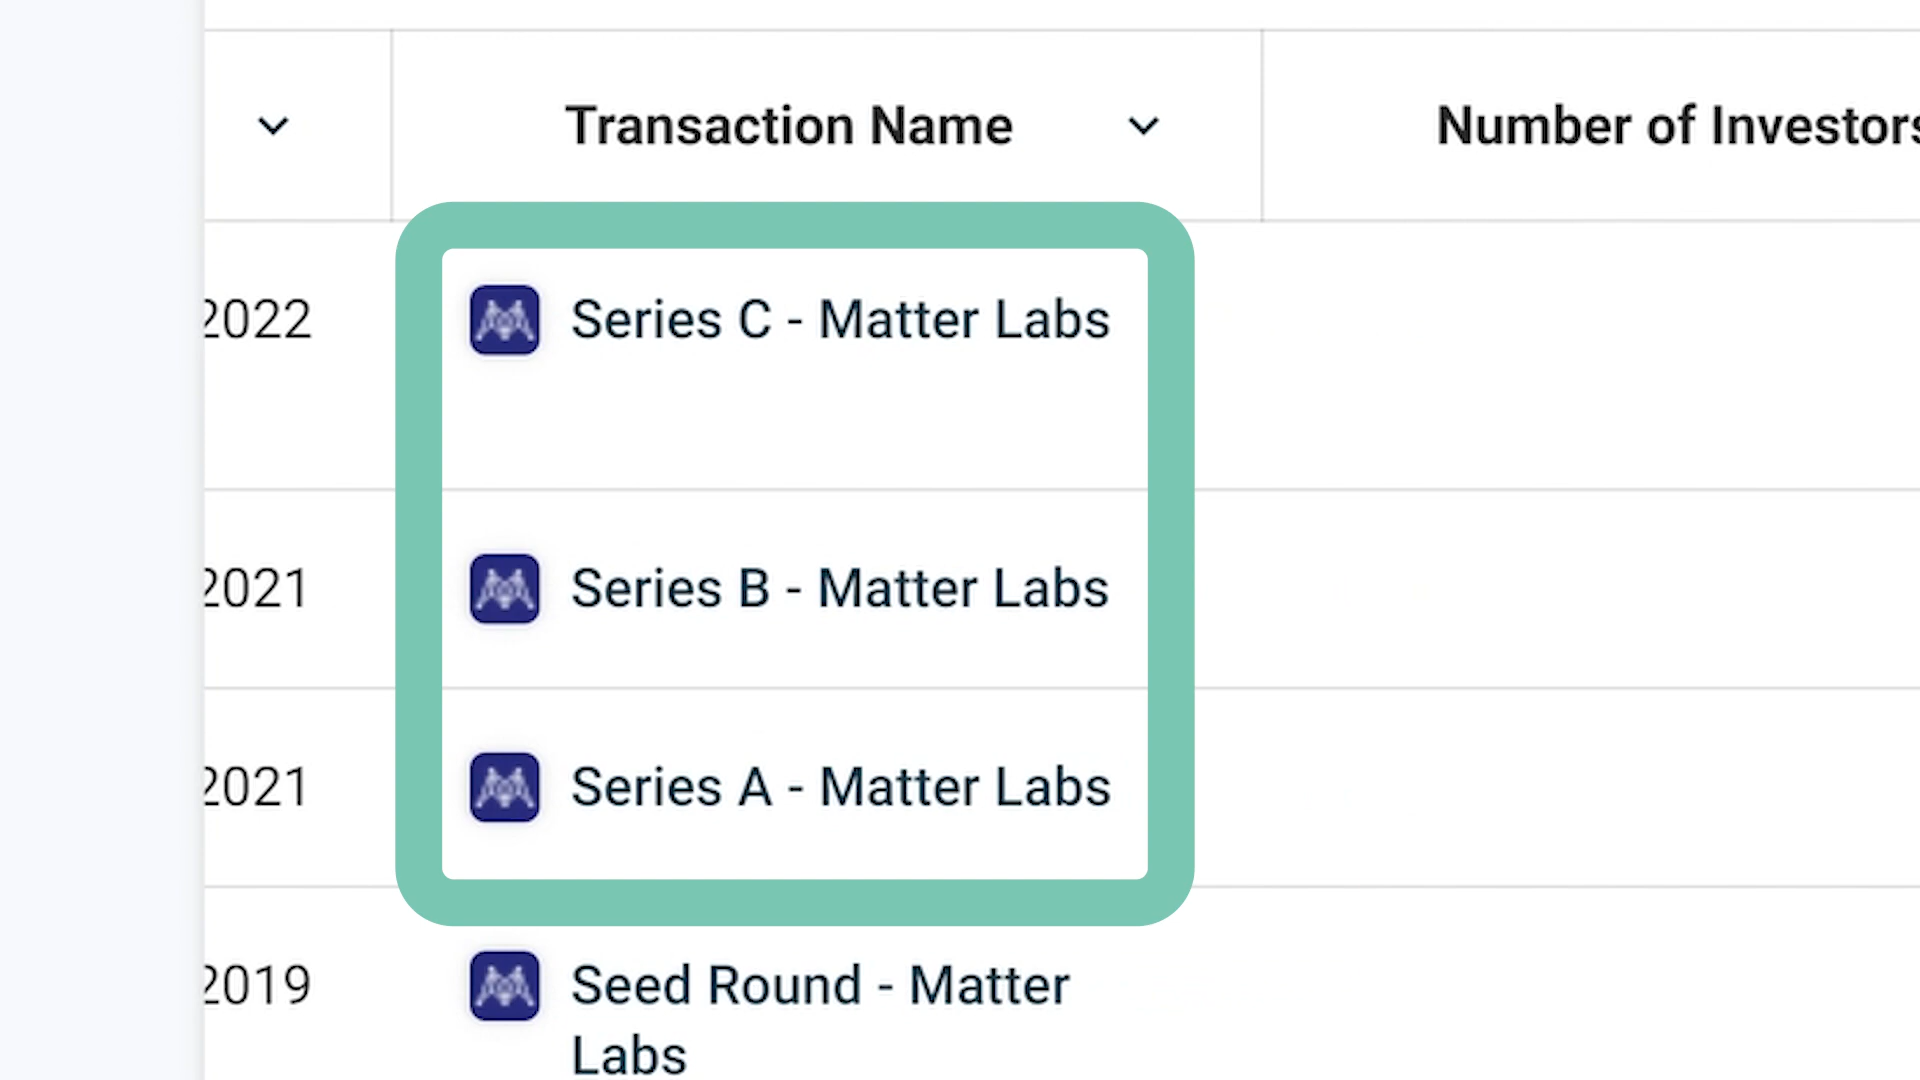 Transaction Name
Number of Investors
2022
Series C - Matter Labs
2021
Series B - Matter Labs
2021
Series A - Matter Labs
2019
Seed Round - Matter
Labs